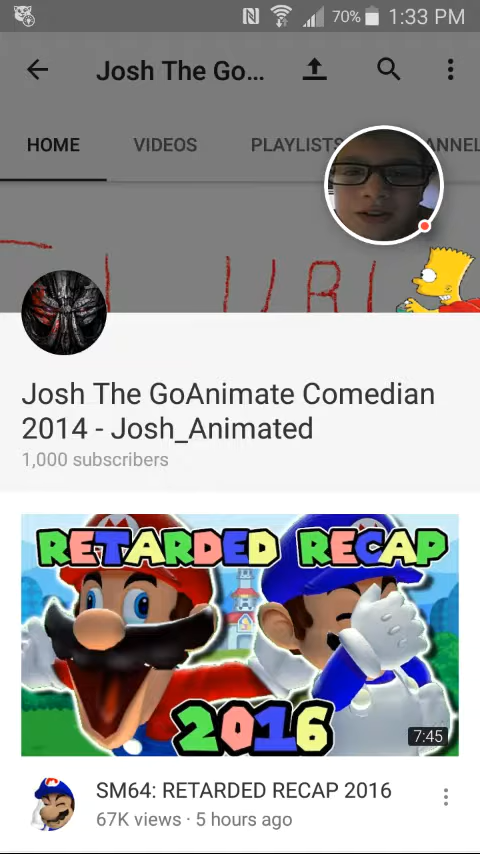 70% 1:33 PM
Josh The Go...
HOME VIDEOS PLAYLISTS ANNEL
Josh The GoAnimate Comedian
2014 - Josh_Animated
1,000 subscribers
RETARDED RECAP
2016
7:45
SM64: RETARDED RECAP 2016
67K views · 5 hours ago